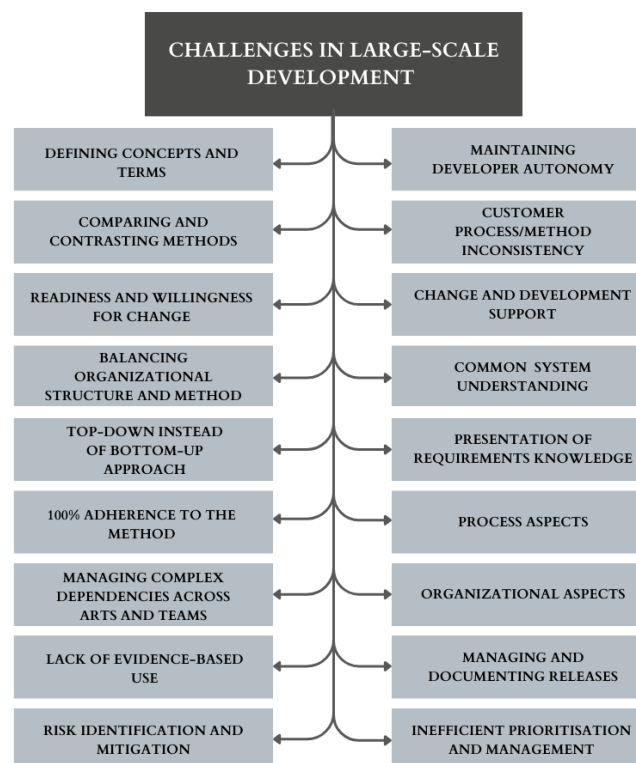 CHALLENGES IN LARGE-SCALE
DEVELOPMENT
DEFINING CONCEPTS AND
TERMS
MAINTAINING
DEVELOPER AUTONOMY
COMPARING AND
CONTRASTING METHODS
CUSTOMER
PROCESS/METHOD
INCONSISTENCY
READINESS AND WILLINGNESS
FOR CHANGE
CHANGE AND DEVELOPMENT
SUPPORT
BALANCING
ORGANIZATIONAL
STRUCTURE AND METHOD
COMMON SYSTEM
UNDERSTANDING
TOP-DOWN INSTEAD
OF BOTTOM-UP
APPROACH
PRESENTATION OF
REQUIREMENTS KNOWLEDGE
100% ADHERENCE TO THE
METHOD
PROCESS ASPECTS
MANAGING COMPLEX
DEPENDENCIES ACROSS
ARTS AND TEAMS
ORGANIZATIONAL ASPECTS
LACK OF EVIDENCE-BASED
USE
MANAGING AND
DOCUMENTING RELEASES
RISK IDENTIFICATION AND
MITIGATION
INEFFICIENT PRIORITISATION
AND MANAGEMENT